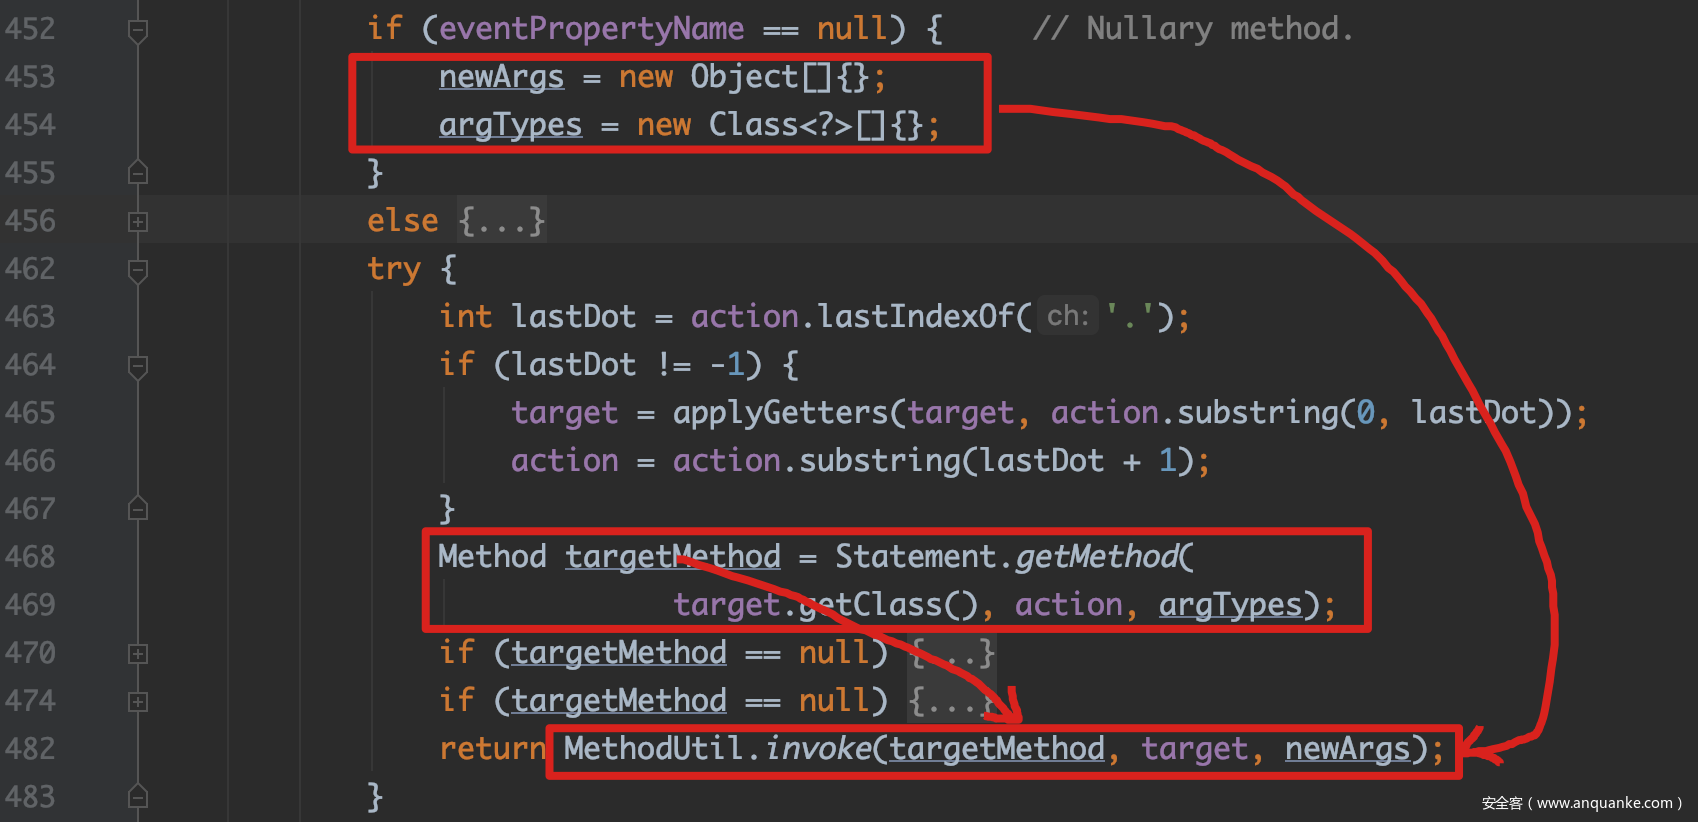 452 if (eventPropertyName == null) { // Nullary method.
453 newArgs = new Object[]{};
454 argTypes = new Class<?>[]{};
455 }
456 else {...}
462 try {
463 int lastDot = action.lastIndexOf( ch: '.');
464 if (lastDot != -1) {
465 target = applyGetters(target, action.substring(0, lastDot));
466 action = action.substring(lastDot + 1);
467 }
468 Method targetMethod = Statement.getMethod(
469 target.getClass(), action, argTypes);
470 if (targetMethod == null) {...}
474 if (targetMethod == null) {...}
482 return MethodUtil.invoke(targetMethod, target, newArgs);
483 }
安全客 ( www.anquanke.com )